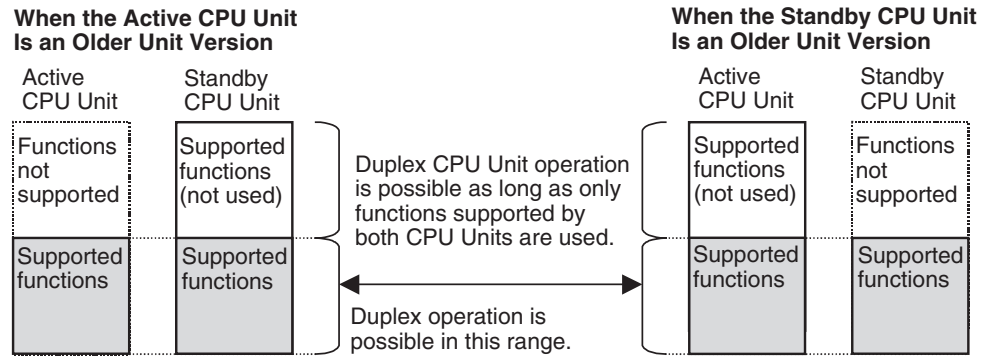 When the Active CPU Unit
Is an Older Unit Version
Active
CPU Unit
Standby
CPU Unit
Functions
not
supported
Supported
functions
(not used)
Supported
functions
Supported
functions
Duplex CPU Unit operation
is possible as long as only
functions supported by
both CPU Units are used.
Duplex operation is
possible in this range.
When the Standby CPU Unit
Is an Older Unit Version
Active
CPU Unit
Standby
CPU Unit
Supported
functions
(not used)
Functions
not
supported
Supported
functions
Supported
functions